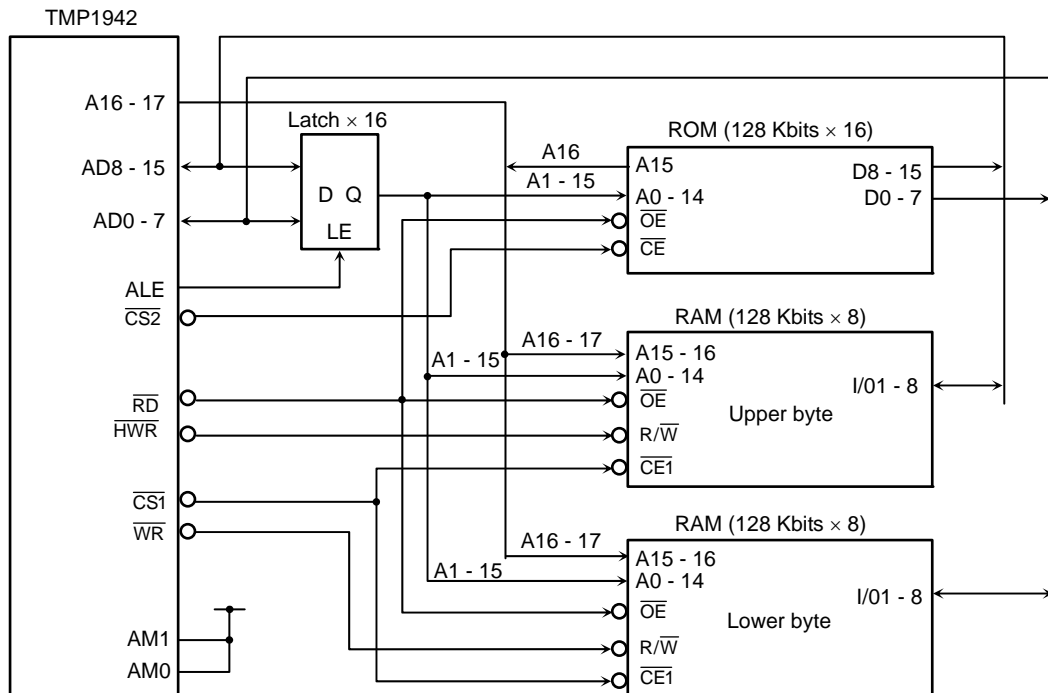 TMP1942
A16 - 17
AD8 - 15
AD0 - 7
ALE
CS2
RD
HWR
CS1
WR
AM1
AM0
Latch × 16
D Q
LE
A16
A1 - 15
ROM (128 Kbits × 16)
A15
A0 - 14
OE
CE
D8 - 15
D0 - 7
RAM (128 Kbits × 8)
A16 - 17
A1 - 15
A15 - 16
A0 - 14
OE
R/W
CE1
I/01 - 8
Upper byte
RAM (128 Kbits × 8)
A16 - 17
A1 - 15
A15 - 16
A0 - 14
OE
R/W
CE1
I/01 - 8
Lower byte